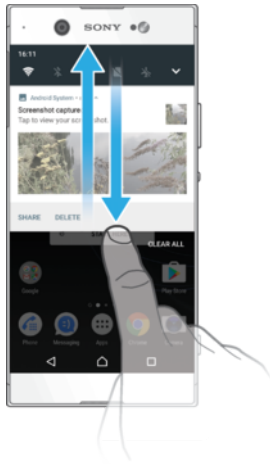 SONY
16:11
Android System
Screenshot capture
Tap to view your screenshot.
SHARE DELETE
CLEAR ALL
Google
Play Store
Phone Messaging Apps